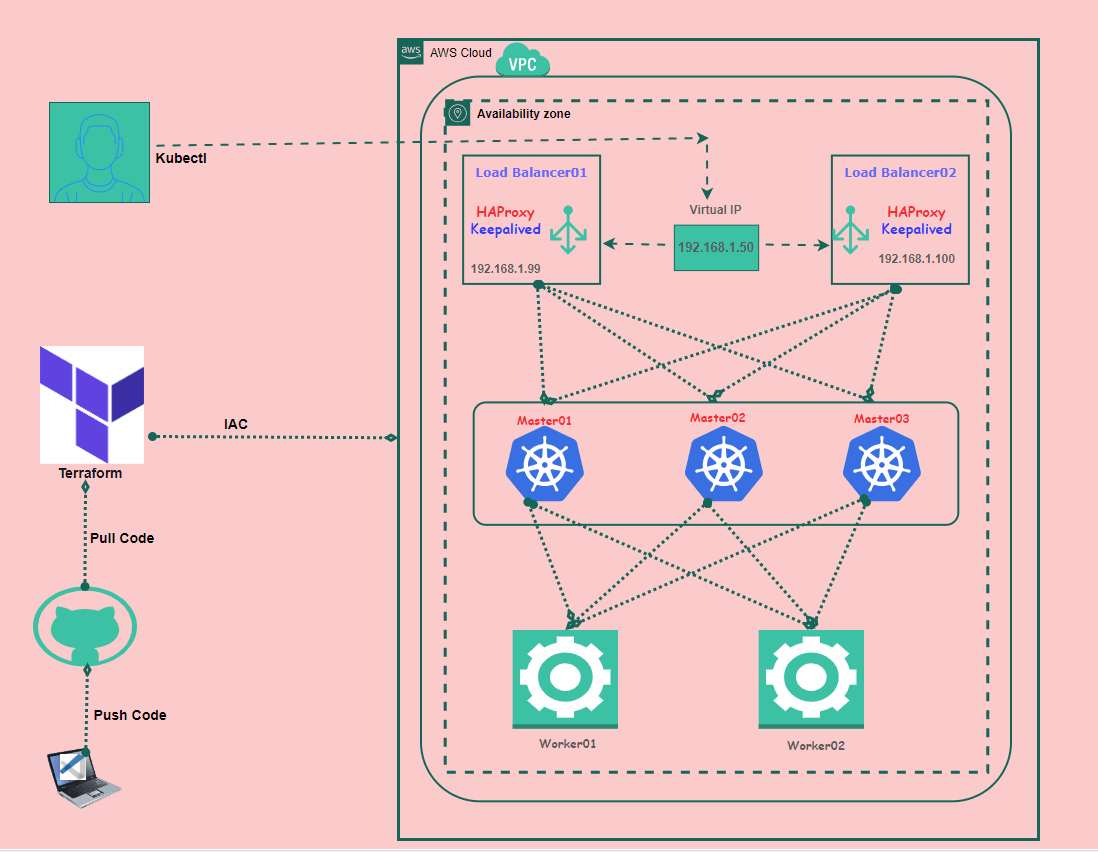 aws
AWS Cloud
VPC
Availability zone
Kubectl
Load Balancer01
HAProxy
Keepalived
192.168.1.99
Virtual IP
192.168.1.50
Load Balancer02
HAProxy
Keepalived
192.168.1.100
Master01
Master02
Master03
IAC
Terraform
Pull Code
Push Code
Worker01
Worker02